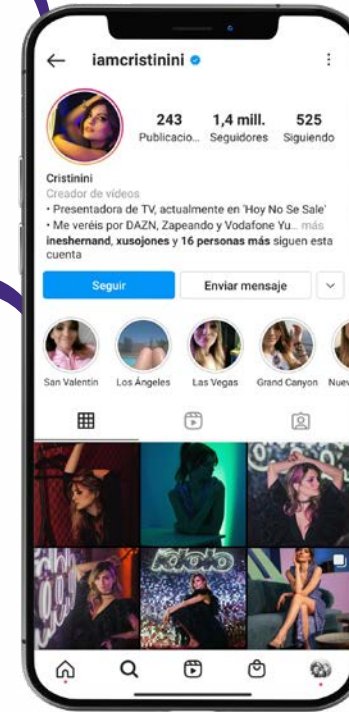 iamcristinini
243 1,4 mill. 525
Publicacio... Seguidores Siguiendo
Cristinini
Creador de vídeos
• Presentadora de TV, actualmente en 'Hoy No Se Sale'
• Me veréis por DAZN, Zapeando y Vodafone Yu... más
ineshernand, xusojones y 16 personas más siguen esta
cuenta
Seguir Enviar mensaje
San Valentin Los Ángeles Las Vegas Grand Canyon Nuev
idolo